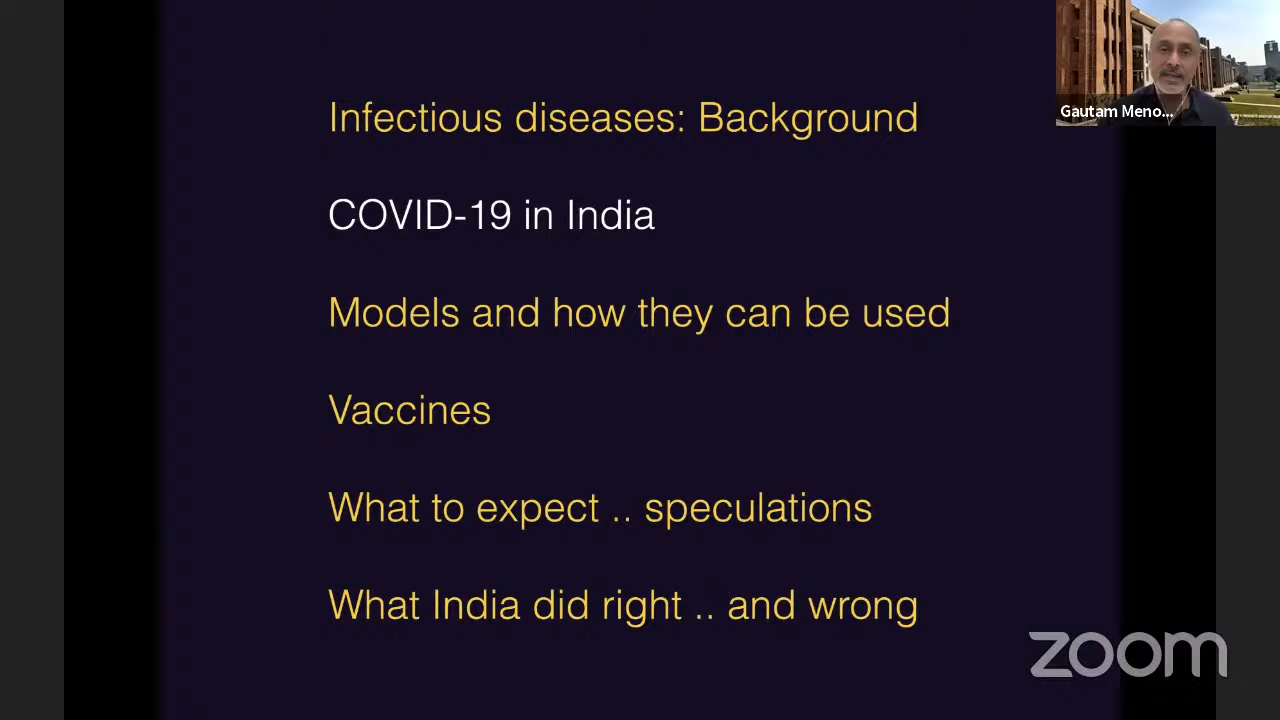 Infectious diseases: Background
Gautam Meno...
COVID-19 in India
Models and how they can be used
Vaccines
What to expect .. speculations
What India did right .. and wrong
zoom